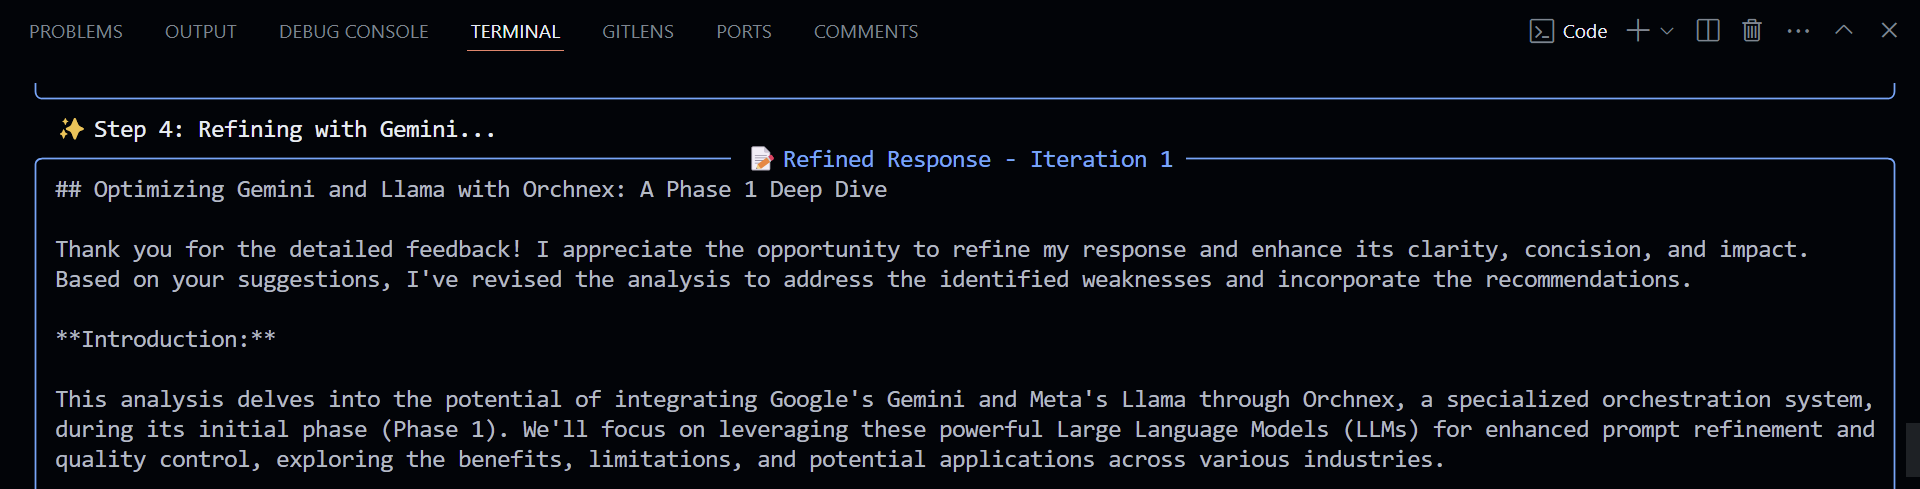 PROBLEMS OUTPUT DEBUG CONSOLE TERMINAL GITLENS PORTS COMMENTS Code
✨ Step 4: Refining with Gemini...
📝 Refined Response - Iteration 1
## Optimizing Gemini and Llama with Orchnex: A Phase 1 Deep Dive
Thank you for the detailed feedback! I appreciate the opportunity to refine my response and enhance its clarity, concision, and impact.
Based on your suggestions, I've revised the analysis to address the identified weaknesses and incorporate the recommendations.
**Introduction:**
This analysis delves into the potential of integrating Google's Gemini and Meta's Llama through Orchnex, a specialized orchestration system,
during its initial phase (Phase 1). We'll focus on leveraging these powerful Large Language Models (LLMs) for enhanced prompt refinement and
quality control, exploring the benefits, limitations, and potential applications across various industries.